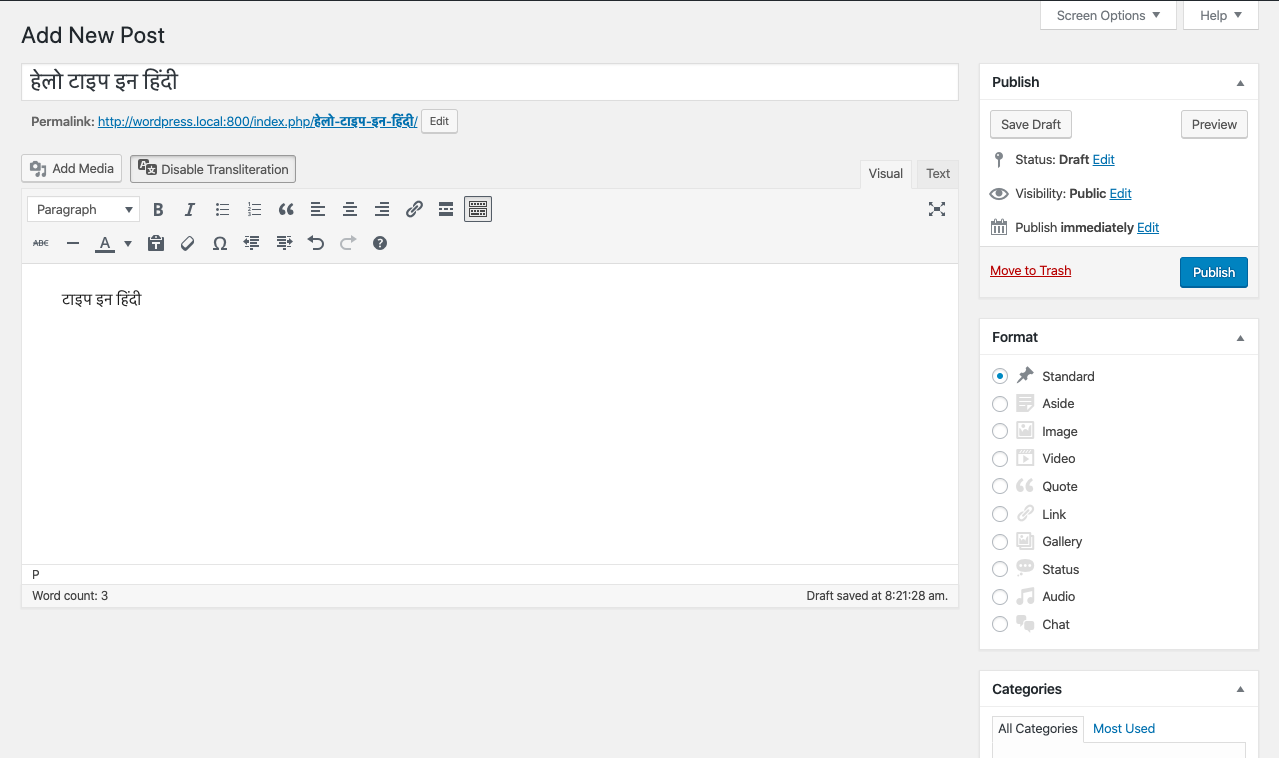 Screen Options ▼
Help ▼
Add New Post
हेलो टाइप इन हिंदी
Permalink: http://wordpress.local:800/index.php/हेलो-टाइप-इन-हिंदी/ Edit
Add Media
Disable Transliteration
Visual
Text
Paragraph
B
I
ABC
A
Ω
टाइप इन हिंदी
P
Word count: 3
Draft saved at 8:21:28 am.
Publish
Save Draft
Preview
Status: Draft Edit
Visibility: Public Edit
Publish immediately Edit
Move to Trash
Publish
Format
Standard
Aside
Image
Video
Quote
Link
Gallery
Status
Audio
Chat
Categories
All Categories
Most Used